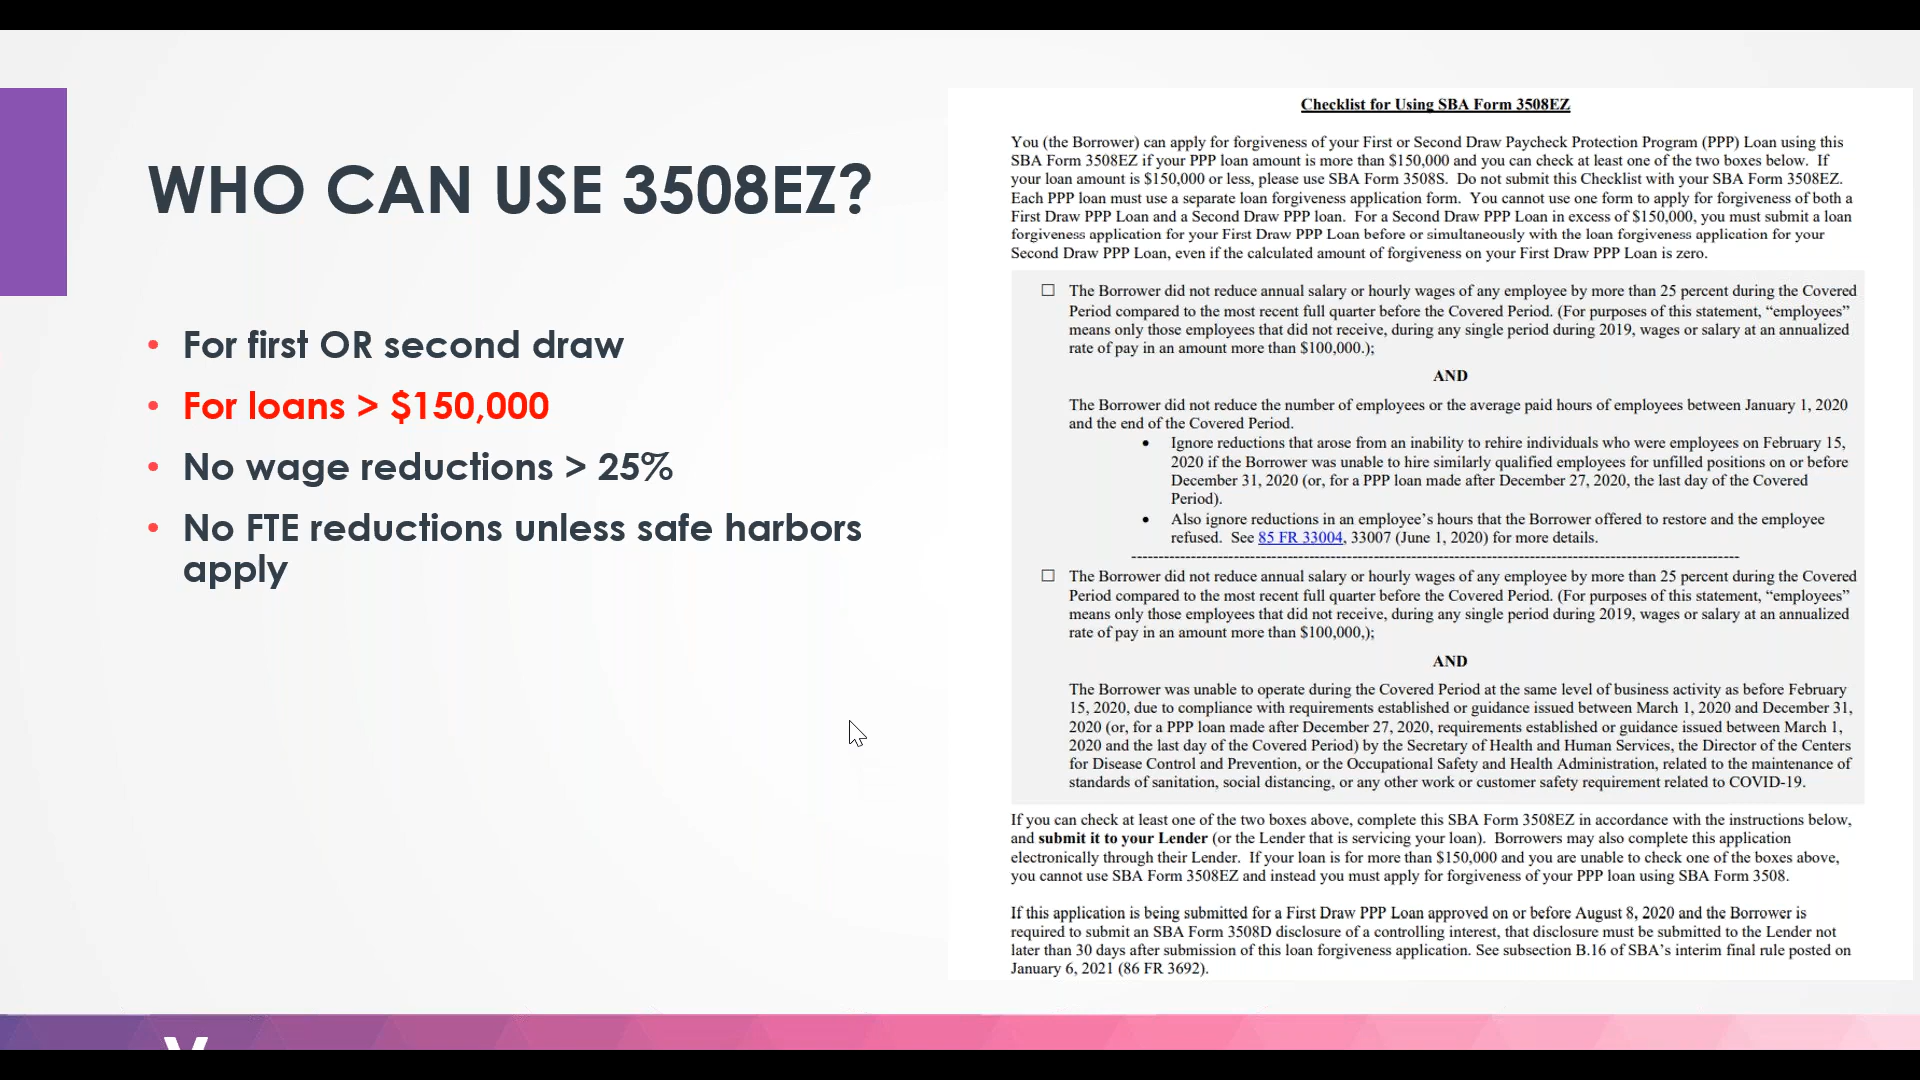 WHO CAN USE 3508EZ?
• For first OR second draw
• For loans > $150,000
• No wage reductions > 25%
• No FTE reductions unless safe harbors
apply
Checklist for Using SBA Form 3508EZ
You (the Borrower) can apply for forgiveness of your First or Second Draw Paycheck Protection Program (PPP) Loan using this
SBA Form 3508EZ if your PPP loan amount is more than $150,000 and you can check at least one of the two boxes below.  If
your loan amount is $150,000 or less, please use SBA Form 3508S.  Do not submit this Checklist with your SBA Form 3508EZ.
Each PPP loan must use a separate loan forgiveness application form.  You cannot use one form to apply for forgiveness of both a
First Draw PPP Loan and a Second Draw PPP loan.  For a Second Draw PPP Loan in excess of $150,000, you must submit a loan
forgiveness application for your First Draw PPP Loan before or simultaneously with the loan forgiveness application for your
Second Draw PPP Loan, even if the calculated amount of forgiveness on your First Draw PPP Loan is zero.
☐ The Borrower did not reduce annual salary or hourly wages of any employee by more than 25 percent during the Covered
Period compared to the most recent full quarter before the Covered Period. (For purposes of this statement, “employees”
means only those employees that did not receive, during any single period during 2019, wages or salary at an annualized
rate of pay in an amount more than $100,000.);
AND
The Borrower did not reduce the number of employees or the average paid hours of employees between January 1, 2020
and the end of the Covered Period.
• Ignore reductions that arose from an inability to rehire individuals who were employees on February 15,
2020 if the Borrower was unable to hire similarly qualified employees for unfilled positions on or before
December 31, 2020 (or, for a PPP loan made after December 27, 2020, the last day of the Covered
Period).
• Also ignore reductions in an employee’s hours that the Borrower offered to restore and the employee
refused.  See 85 FR 33004, 33007 (June 1, 2020) for more details.
☐ The Borrower did not reduce annual salary or hourly wages of any employee by more than 25 percent during the Covered
Period compared to the most recent full quarter before the Covered Period. (For purposes of this statement, “employees”
means only those employees that did not receive, during any single period during 2019, wages or salary at an annualized
rate of pay in an amount more than $100,000,);
AND
The Borrower was unable to operate during the Covered Period at the same level of business activity as before February
15, 2020, due to compliance with requirements established or guidance issued between March 1, 2020 and December 31,
2020 (or, for a PPP loan made after December 27, 2020, requirements established or guidance issued between March 1,
2020 and the last day of the Covered Period) by the Secretary of Health and Human Services, the Director of the Centers
for Disease Control and Prevention, or the Occupational Safety and Health Administration, related to the maintenance of
standards of sanitation, social distancing, or any other work or customer safety requirement related to COVID-19.
If you can check at least one of the two boxes above, complete this SBA Form 3508EZ in accordance with the instructions below,
and submit it to your Lender (or the Lender that is servicing your loan).  Borrowers may also complete this application
electronically through their Lender.  If your loan is for more than $150,000 and you are unable to check one of the boxes above,
you cannot use SBA Form 3508EZ and instead you must apply for forgiveness of your PPP loan using SBA Form 3508.
If this application is being submitted for a First Draw PPP Loan approved on or before August 8, 2020 and the Borrower is
required to submit an SBA Form 3508D disclosure of a controlling interest, that disclosure must be submitted to the Lender not
later than 30 days after submission of this loan forgiveness application. See subsection B.16 of SBA’s interim final rule posted on
January 6, 2021 (86 FR 3692).